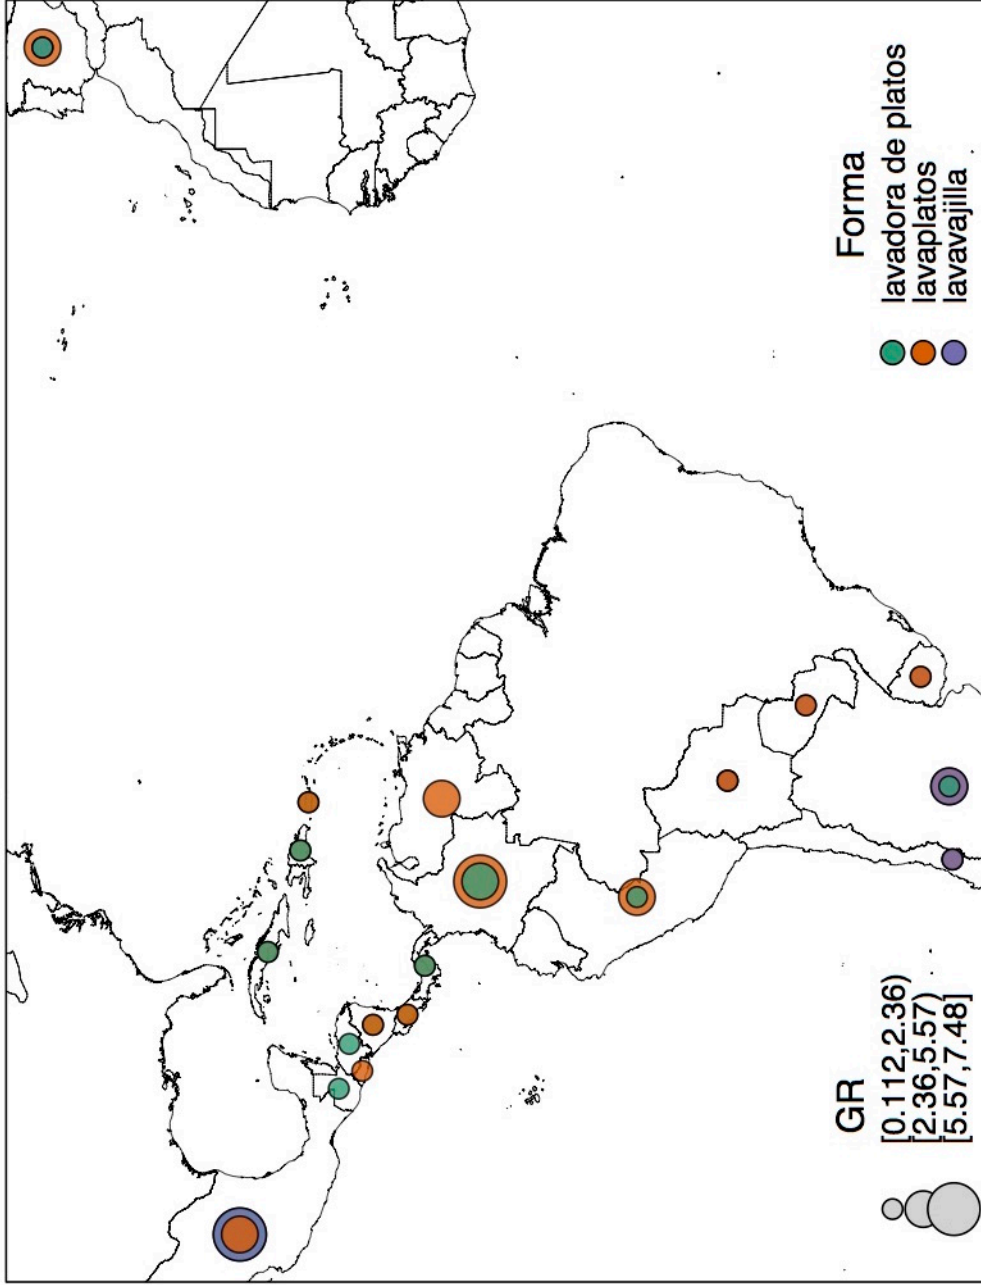 GR
[0.112,2.36)
[2.36,5.57)
[5.57,7.48]
Forma
lavadora de platos
lavaplatos
lavavajilla